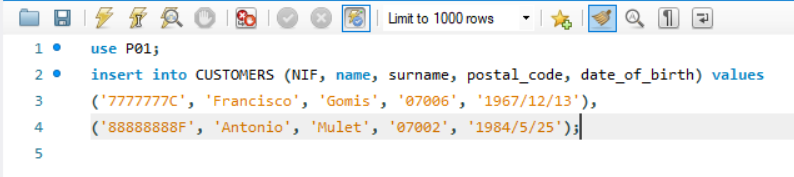 Limit to 1000 rows
1 use P01;
2 insert into CUSTOMERS (NIF, name, surname, postal_code, date_of_birth) values
3 ('7777777C', 'Francisco', 'Gomis', '07006', '1967/12/13'),
4 ('88888888F', 'Antonio', 'Mulet', '07002', '1984/5/25');
5